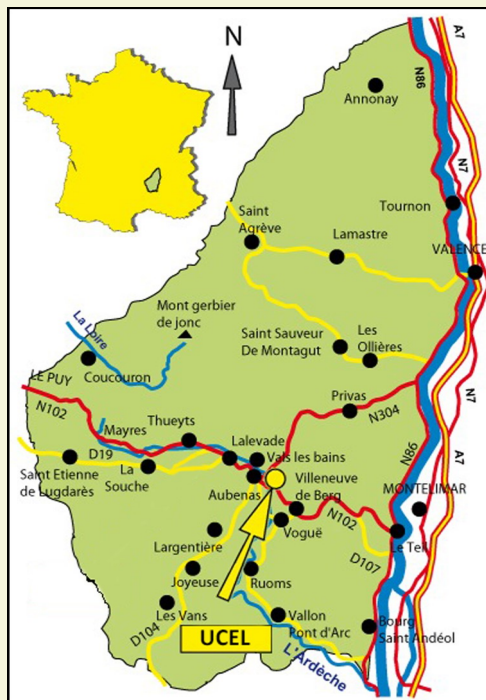 N
A7
N86
Annonay
N7
Tournon
Saint
Agrève
Lamastre
VALENCE
Mont gerbier
de jonc
La Loire
Saint Sauveur
De Montagut
Les
Ollières
Coucouron
LE PUY
N102
Privas
N304
N7
Thueyts
Mayres
Lalevade
D19
Vals les bains
N86
A7
Saint Etienne
de Lugdarès
La
Souche
Aubenas
Villeneuve
de Berg
MONTELIMAR
N102
Voguë
Le Teil
Largentière
D107
Joyeuse
Ruoms
Les Vans
Vallon
Pont d'Arc
Bourg
Saint Andéol
D104
UCEL
L'Ardèche